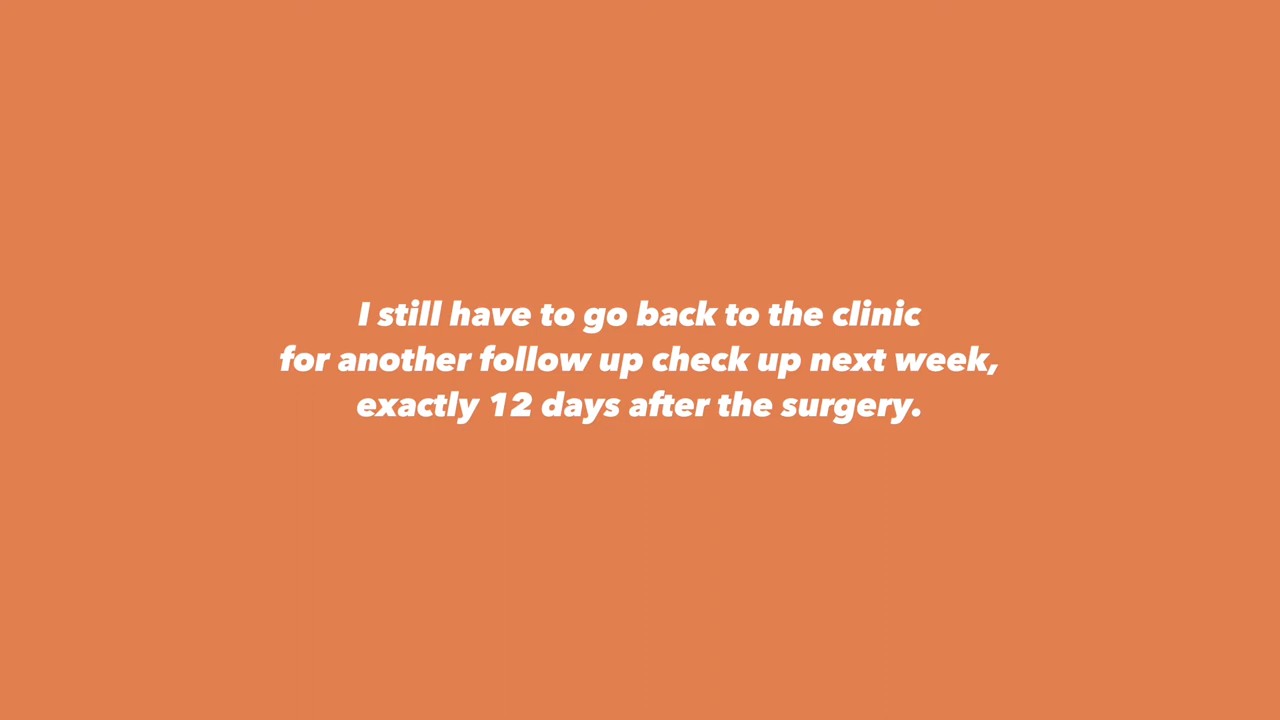 I still have to go back to the clinic
for another follow up check up next week,
exactly 12 days after the surgery.